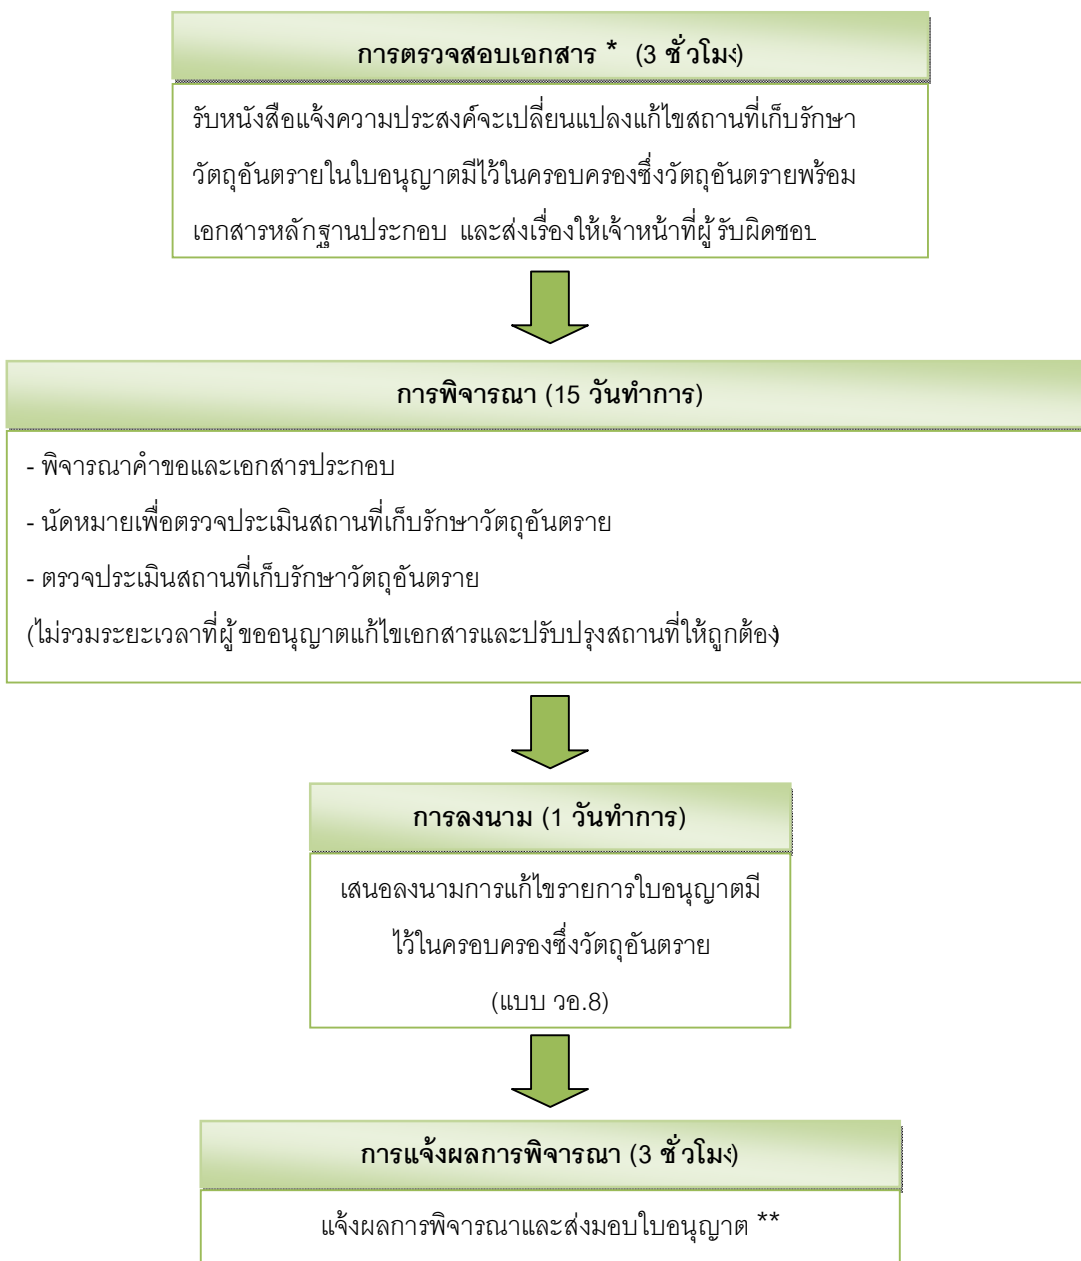 การตรวจสอบเอกสาร * (3 ชั่วโมง)
รับหนังสือแจ้งความประสงค์จะเปลี่ยนแปลงแก้ไขสถานที่เก็บรักษา
วัตถุอันตรายในใบอนุญาตมีไว้ในครอบครองซึ่งวัตถุอันตรายพร้อม
เอกสารหลักฐานประกอบ และส่งเรื่องให้เจ้าหน้าที่ผู้รับผิดชอบ
การพิจารณา (15 วันทำการ)
- พิจารณาคำขอและเอกสารประกอบ
- นัดหมายเพื่อตรวจประเมินสถานที่เก็บรักษาวัตถุอันตราย
- ตรวจประเมินสถานที่เก็บรักษาวัตถุอันตราย
(ไม่รวมระยะเวลาที่ผู้ขออนุญาตแก้ไขเอกสารและปรับปรุงสถานที่ให้ถูกต้อง)
การลงนาม (1 วันทำการ)
เสนอลงนามการแก้ไขรายการใบอนุญาตมี
ไว้ในครอบครองซึ่งวัตถุอันตราย
(แบบ วอ.8)
การแจ้งผลการพิจารณา (3 ชั่วโมง)
แจ้งผลการพิจารณาและส่งมอบใบอนุญาต **